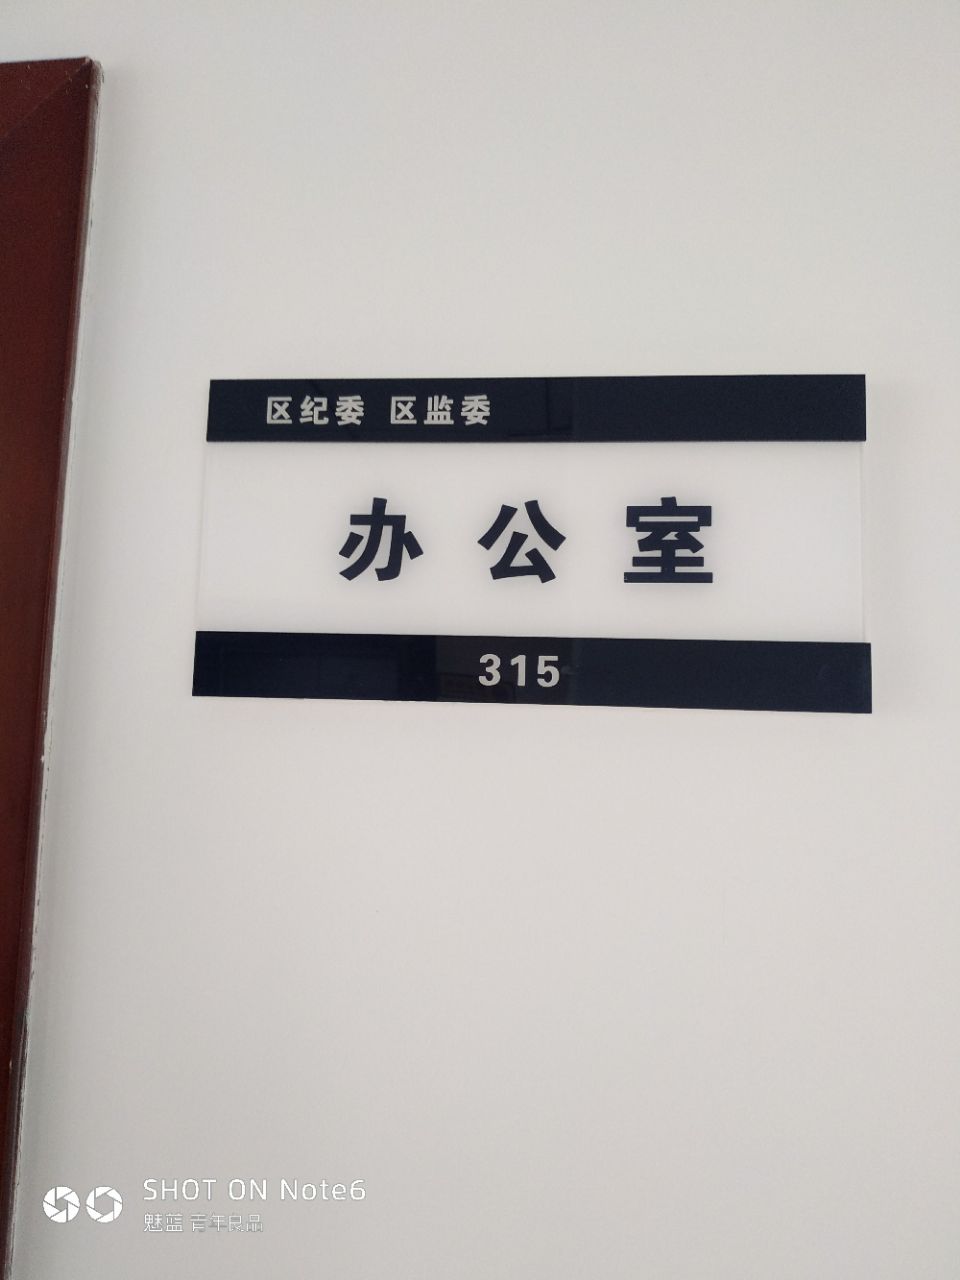 区纪委 区监委
办公室
315
SHOT ON Note6
魅蓝 青年良品